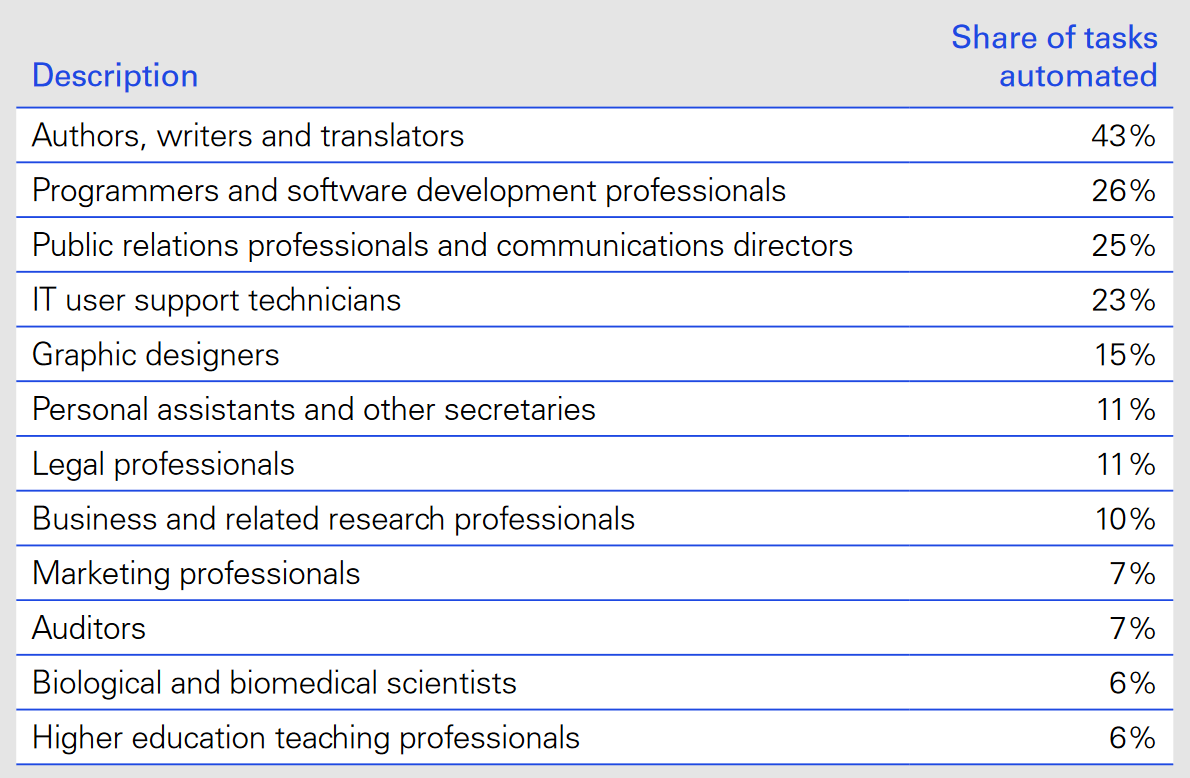 Description Share of tasks
automated
Authors, writers and translators 43%
Programmers and software development professionals 26%
Public relations professionals and communications directors 25%
IT user support technicians 23%
Graphic designers 15%
Personal assistants and other secretaries 11%
Legal professionals 11%
Business and related research professionals 10%
Marketing professionals 7%
Auditors 7%
Biological and biomedical scientists 6%
Higher education teaching professionals 6%